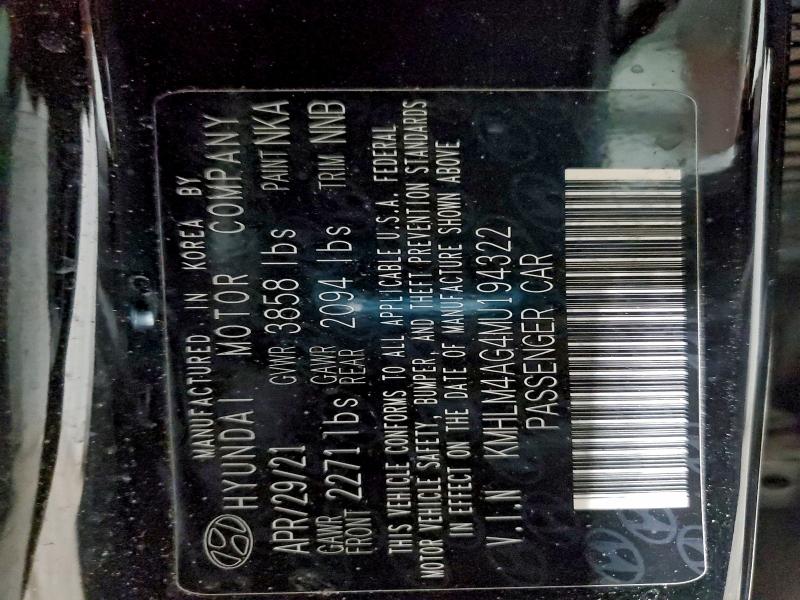 MANUFACTURED IN KOREA BY
HYUNDAI MOTOR COMPANY
APR/29/21 GVWR 3858 lbs PAINT NKA
GAWR FRONT 2271lbs GAWR REAR 2094 lbs TRIM NNB
THIS VEHICLE CONFORMS TO ALL APPLICABLE U.S.A. FEDERAL
MOTOR VEHICLE SAFETY, BUMPER, AND THEFT PREVENTION STANDARDS
IN EFFECT ON THE DATE OF MANUFACTURE SHOWN ABOVE
V.I.N KMHLM4AG4MU194322
PASSENGER CAR